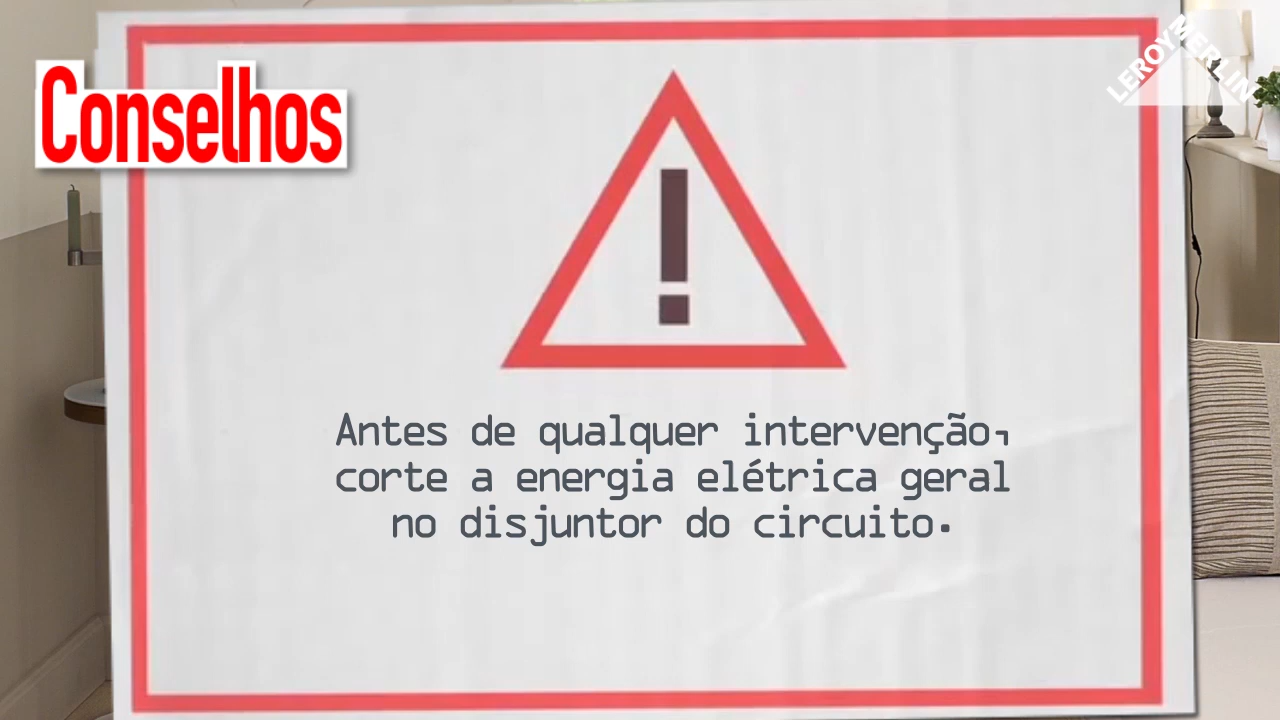 Conselhos
LEROY MERLIN
!
Antes de qualquer intervenção,
corte a energia elétrica geral
no disjuntor do circuito.